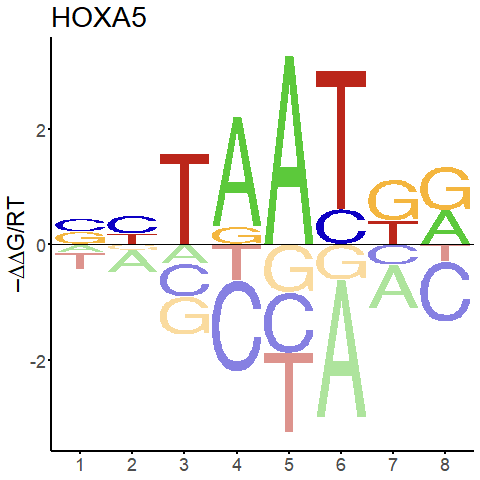 HOXA5
−ΔΔG/RT
2
0
-2
C C T A A T G G
G T A G A C T A
A T A T G G C T
T A C C C A A C
G T
1 2 3 4 5 6 7 8